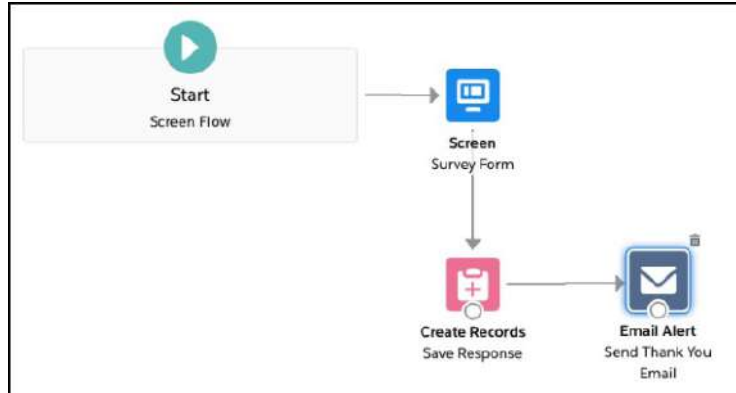 Start
Screen Flow
Screen
Survey Form
Create Records
Save Response
Email Alert
Send Thank You
Email